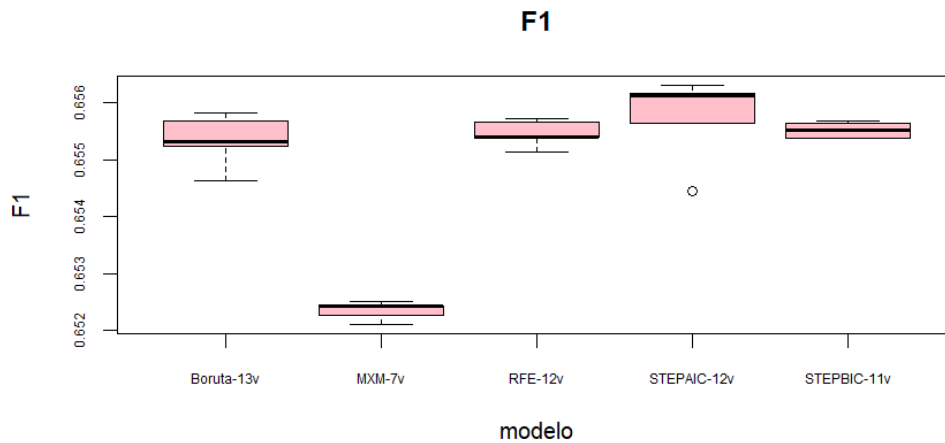 F1
F1
0.656
0.655
0.654
0.653
0.652
Boruta-13v MXM-7v RFE-12v STEPAIC-12v STEPBIC-11v
modelo